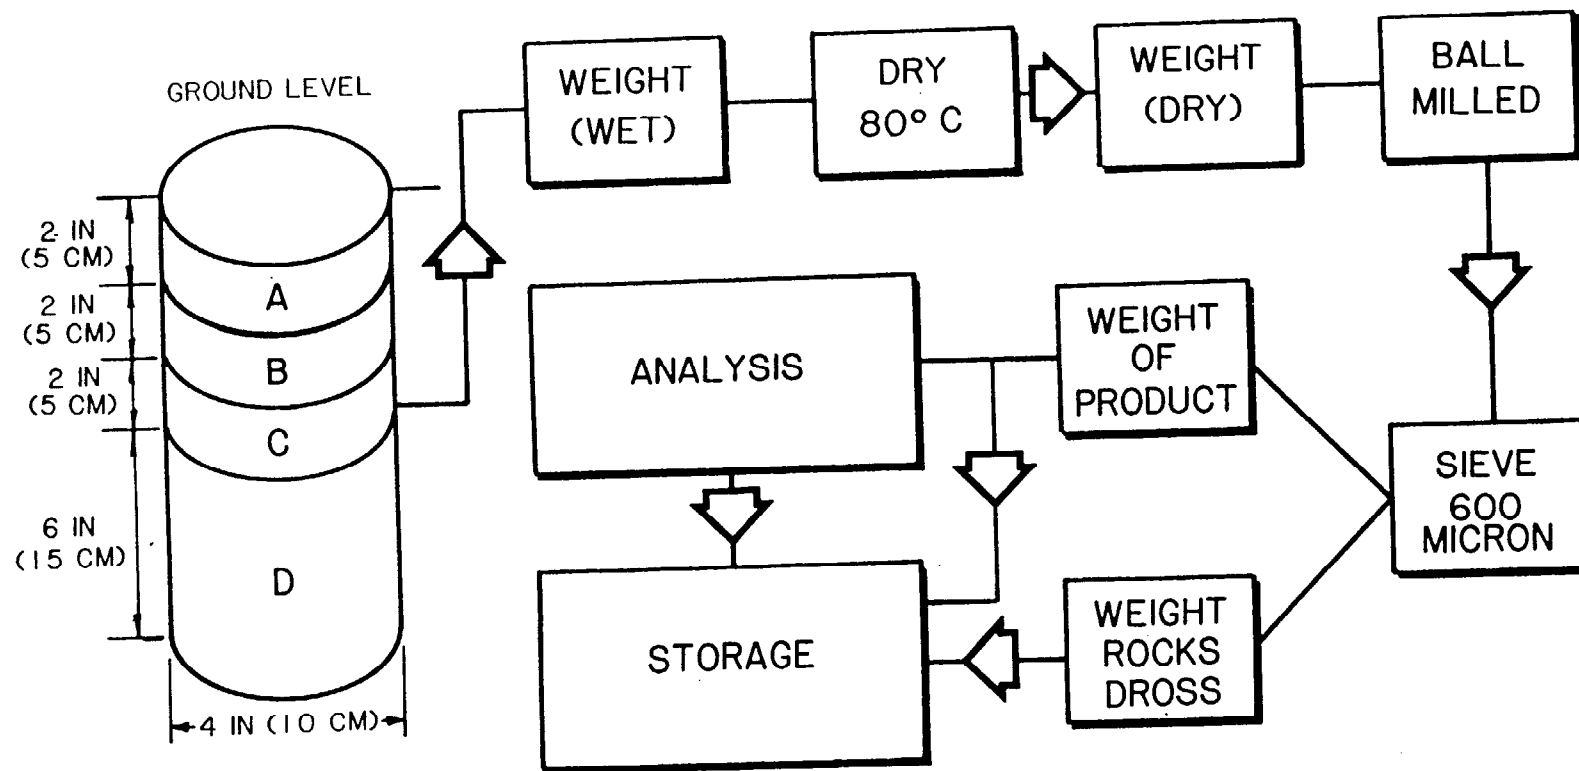 GROUND LEVEL
2 IN
(5 CM)
2 IN
(5 CM)
2 IN
(5 CM)
6 IN
(15 CM)
A
B
C
D
4 IN (10 CM)
WEIGHT
(WET)
DRY
80° C
WEIGHT
(DRY)
BALL
MILLED
SIEVE
600
MICRON
WEIGHT
OF
PRODUCT
WEIGHT
ROCKS
DROSS
ANALYSIS
STORAGE